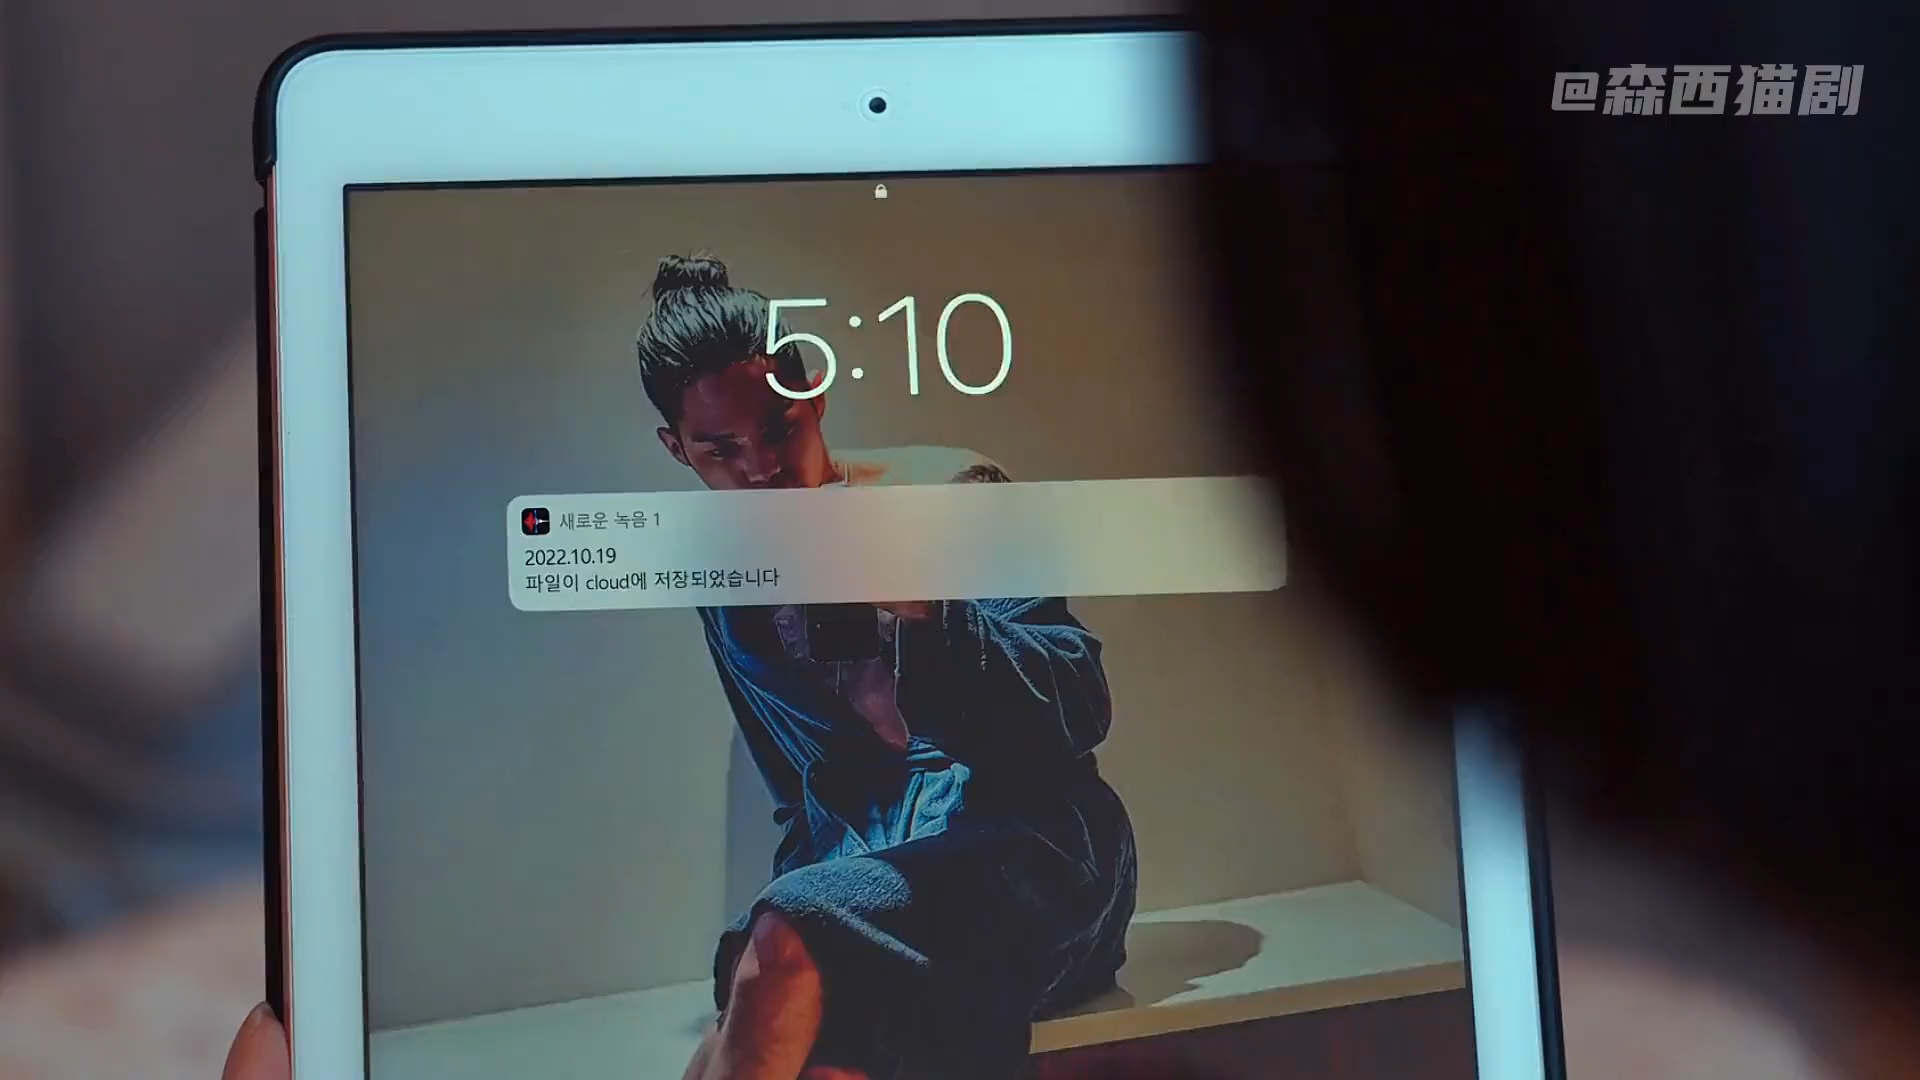 @森西猫剧
5:10
새로운 녹음 1
2022.10.19
파일이 cloud에 저장되었습니다